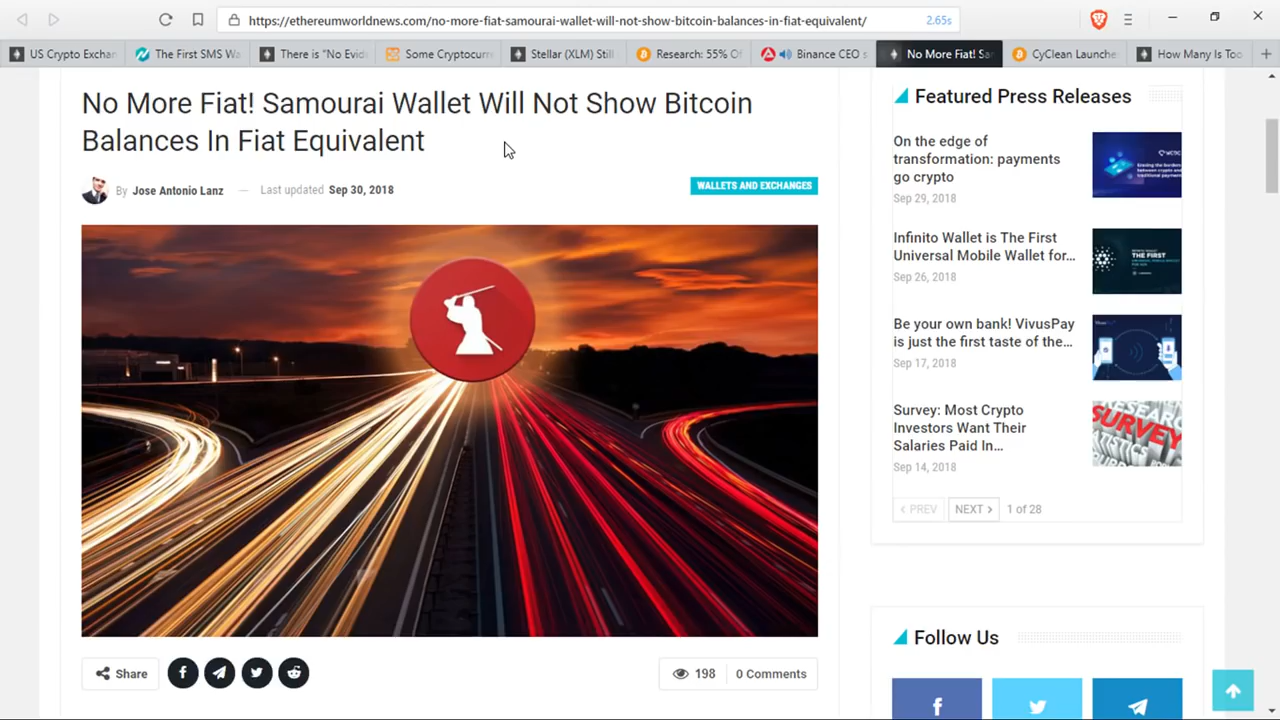 https://ethereumworldnews.com/no-more-fiat-samourai-wallet-will-not-show-bitcoin-balances-in-fiat-equivalent/
2.65s
US Crypto Exchan
The First SMS Wa
There is "No Evid
Some Cryptocurr
Stellar (XLM) Still
Research: 55% Of
Binance CEO s
No More Fiat! Sa
CyClean Launche
How Many Is Too
No More Fiat! Samourai Wallet Will Not Show Bitcoin
Balances In Fiat Equivalent
By Jose Antonio Lanz — Last updated Sep 30, 2018
WALLETS AND EXCHANGES
Share
198
0 Comments
Featured Press Releases
On the edge of
transformation: payments
go crypto
Sep 29, 2018
Infinito Wallet is The First
Universal Mobile Wallet for...
Sep 26, 2018
THE FIRST
Be your own bank! VivusPay
is just the first taste of the...
Sep 17, 2018
Survey: Most Crypto
Investors Want Their
Salaries Paid In...
Sep 14, 2018
SURVEY
PREV
NEXT
1 of 28
Follow Us